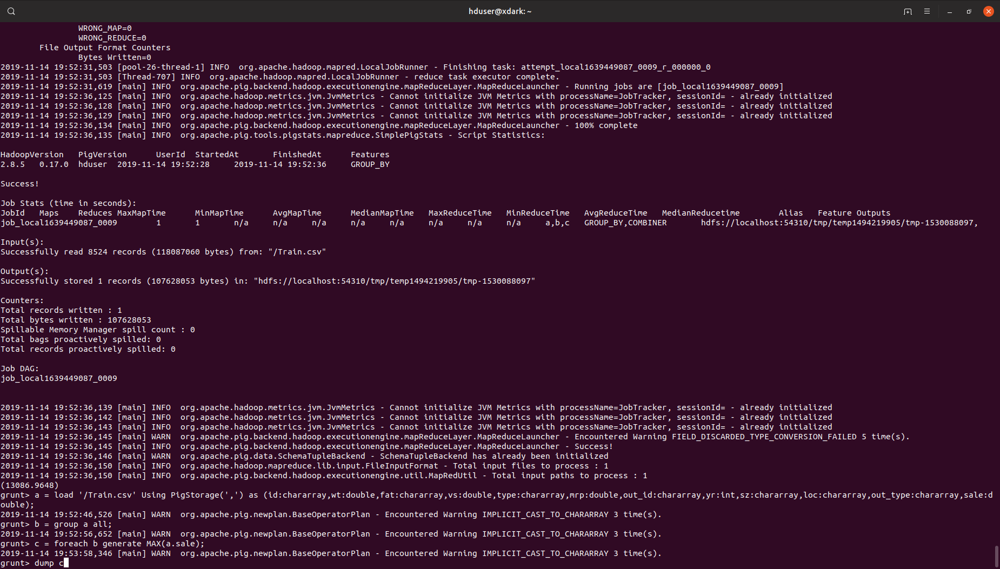 hduser@xdark: ~
WRONG_MAP=0
WRONG_REDUCE=0
File Output Format Counters
Bytes Written=0
2019-11-14 19:52:31,503 [pool-26-thread-1] INFO  org.apache.hadoop.mapred.LocalJobRunner - Finishing task: attempt_local1639449087_0009_r_000000_0
2019-11-14 19:52:31,503 [Thread-707] INFO  org.apache.hadoop.mapred.LocalJobRunner - reduce task executor complete.
2019-11-14 19:52:31,619 [main] INFO  org.apache.pig.backend.hadoop.executionengine.mapReduceLayer.MapReduceLauncher - Running jobs are [job_local1639449087_0009]
2019-11-14 19:52:36,125 [main] INFO  org.apache.hadoop.metrics.jvm.JvmMetrics - Cannot initialize JVM Metrics with processName=JobTracker, sessionId= - already initialized
2019-11-14 19:52:36,128 [main] INFO  org.apache.hadoop.metrics.jvm.JvmMetrics - Cannot initialize JVM Metrics with processName=JobTracker, sessionId= - already initialized
2019-11-14 19:52:36,129 [main] INFO  org.apache.hadoop.metrics.jvm.JvmMetrics - Cannot initialize JVM Metrics with processName=JobTracker, sessionId= - already initialized
2019-11-14 19:52:36,134 [main] INFO  org.apache.pig.backend.hadoop.executionengine.mapReduceLayer.MapReduceLauncher - 100% complete
2019-11-14 19:52:36,135 [main] INFO  org.apache.pig.tools.pigstats.mapreduce.SimplePigStats - Script Statistics:
HadoopVersion PigVersion UserId StartedAt FinishedAt Features
2.8.5 0.17.0 hduser 2019-11-14 19:52:28 2019-11-14 19:52:36 GROUP_BY
Success!
Job Stats (time in seconds):
JobId Maps Reduces MaxMapTime MinMapTime AvgMapTime MedianMapTime MaxReduceTime MinReduceTime AvgReduceTime MedianReducetime Alias Feature Outputs
job_local1639449087_0009 1 1 n/a n/a n/a n/a n/a n/a n/a n/a a,b,c GROUP_BY,COMBINER hdfs://localhost:54310/tmp/temp1494219905/tmp-1530088097,
Input(s):
Successfully read 8524 records (118087060 bytes) from: "/Train.csv"
Output(s):
Successfully stored 1 records (107628053 bytes) in: "hdfs://localhost:54310/tmp/temp1494219905/tmp-1530088097"
Counters:
Total records written : 1
Total bytes written : 107628053
Spillable Memory Manager spill count : 0
Total bags proactively spilled: 0
Total records proactively spilled: 0
Job DAG:
job_local1639449087_0009
2019-11-14 19:52:36,139 [main] INFO  org.apache.hadoop.metrics.jvm.JvmMetrics - Cannot initialize JVM Metrics with processName=JobTracker, sessionId= - already initialized
2019-11-14 19:52:36,142 [main] INFO  org.apache.hadoop.metrics.jvm.JvmMetrics - Cannot initialize JVM Metrics with processName=JobTracker, sessionId= - already initialized
2019-11-14 19:52:36,143 [main] INFO  org.apache.hadoop.metrics.jvm.JvmMetrics - Cannot initialize JVM Metrics with processName=JobTracker, sessionId= - already initialized
2019-11-14 19:52:36,145 [main] WARN  org.apache.pig.backend.hadoop.executionengine.mapReduceLayer.MapReduceLauncher - Encountered Warning FIELD_DISCARDED_TYPE_CONVERSION_FAILED 5 time(s).
2019-11-14 19:52:36,145 [main] INFO  org.apache.pig.backend.hadoop.executionengine.mapReduceLayer.MapReduceLauncher - Success!
2019-11-14 19:52:36,146 [main] WARN  org.apache.pig.data.SchemaTupleBackend - SchemaTupleBackend has already been initialized
2019-11-14 19:52:36,150 [main] INFO  org.apache.hadoop.mapreduce.lib.input.FileInputFormat - Total input files to process : 1
2019-11-14 19:52:36,150 [main] INFO  org.apache.pig.backend.hadoop.executionengine.util.MapRedUtil - Total input paths to process : 1
(13086.9648)
grunt> a = load '/Train.csv' Using PigStorage(',') as (id:chararray,wt:double,fat:chararray,vs:double,type:chararray,mrp:double,out_id:chararray,yr:int,sz:chararray,loc:chararray,out_type:chararray,sale:d
ouble);
2019-11-14 19:52:46,526 [main] WARN  org.apache.pig.newplan.BaseOperatorPlan - Encountered Warning IMPLICIT_CAST_TO_CHARARRAY 3 time(s).
grunt> b = group a all;
2019-11-14 19:52:56,652 [main] WARN  org.apache.pig.newplan.BaseOperatorPlan - Encountered Warning IMPLICIT_CAST_TO_CHARARRAY 3 time(s).
grunt> c = foreach b generate MAX(a.sale);
2019-11-14 19:53:58,346 [main] WARN  org.apache.pig.newplan.BaseOperatorPlan - Encountered Warning IMPLICIT_CAST_TO_CHARARRAY 3 time(s).
grunt> dump c